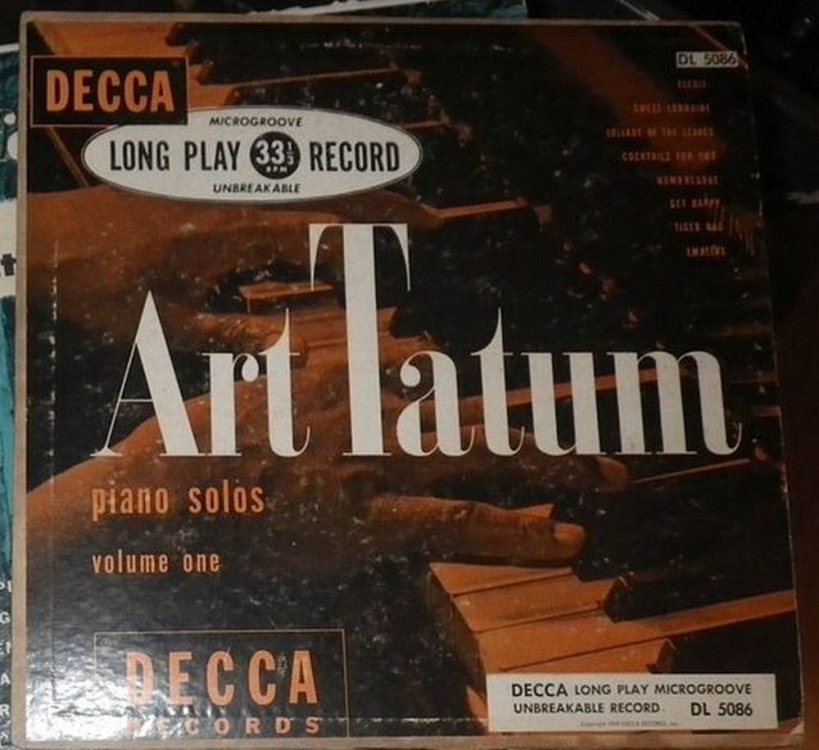 DECCA
MICROGROOVE
LONG PLAY 33 1/3 RPM RECORD
UNBREAKABLE
DL 5086
ELEGIE
SWEET LORRAINE
LULLABY OF THE LEAVES
COCKTAILS FOR TWO
HUMORESQUE
GET HAPPY
TIGER RAG
EMALINE
Art Tatum
piano solos
volume one
DECCA
RECORDS
DECCA LONG PLAY MICROGROOVE
UNBREAKABLE RECORD DL 5086